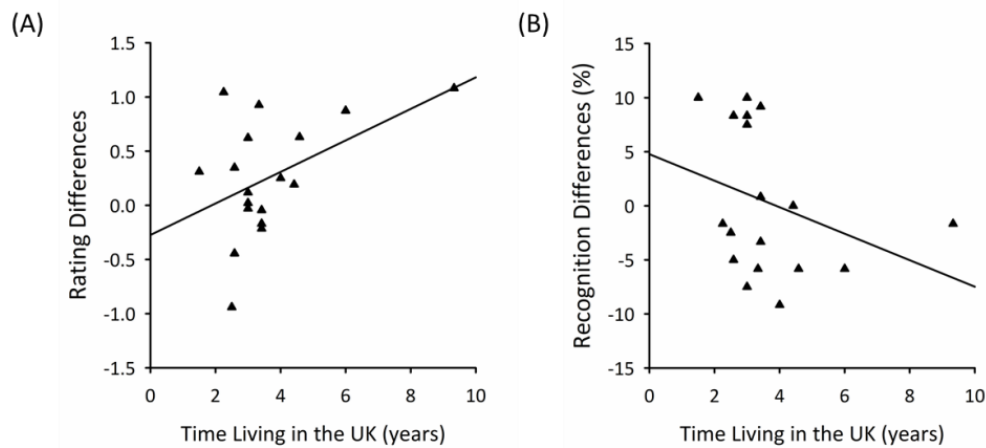 (A)
Rating Differences
1.5
1.0
0.5
0.0
-0.5
-1.0
-1.5
0 2 4 6 8 10
Time Living in the UK (years)
(B)
Recognition Differences (%)
15
10
5
0
-5
-10
-15
0 2 4 6 8 10
Time Living in the UK (years)